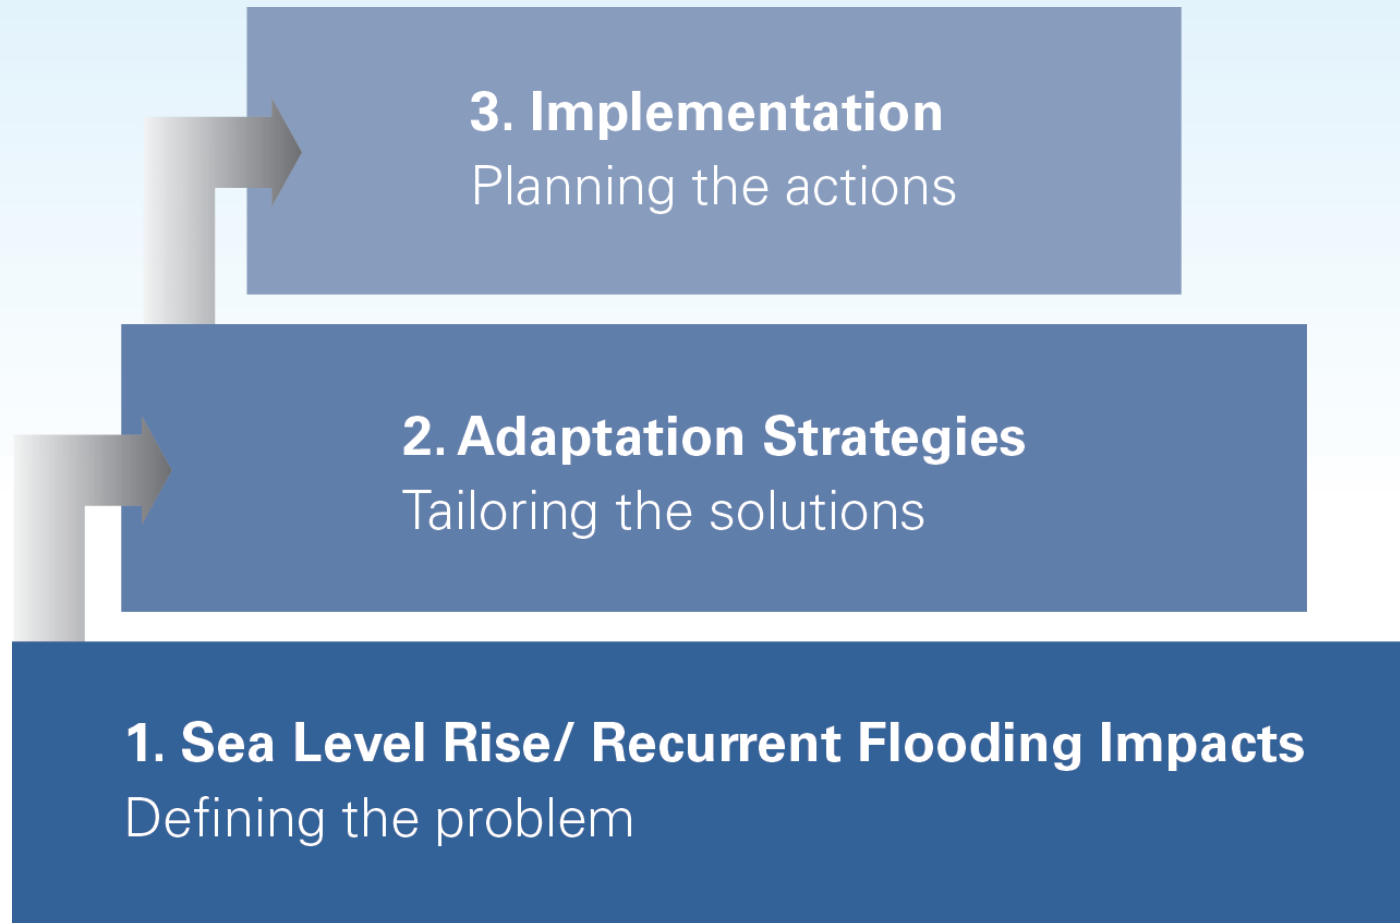 3. Implementation
Planning the actions
2. Adaptation Strategies
Tailoring the solutions
1. Sea Level Rise/ Recurrent Flooding Impacts
Defining the problem